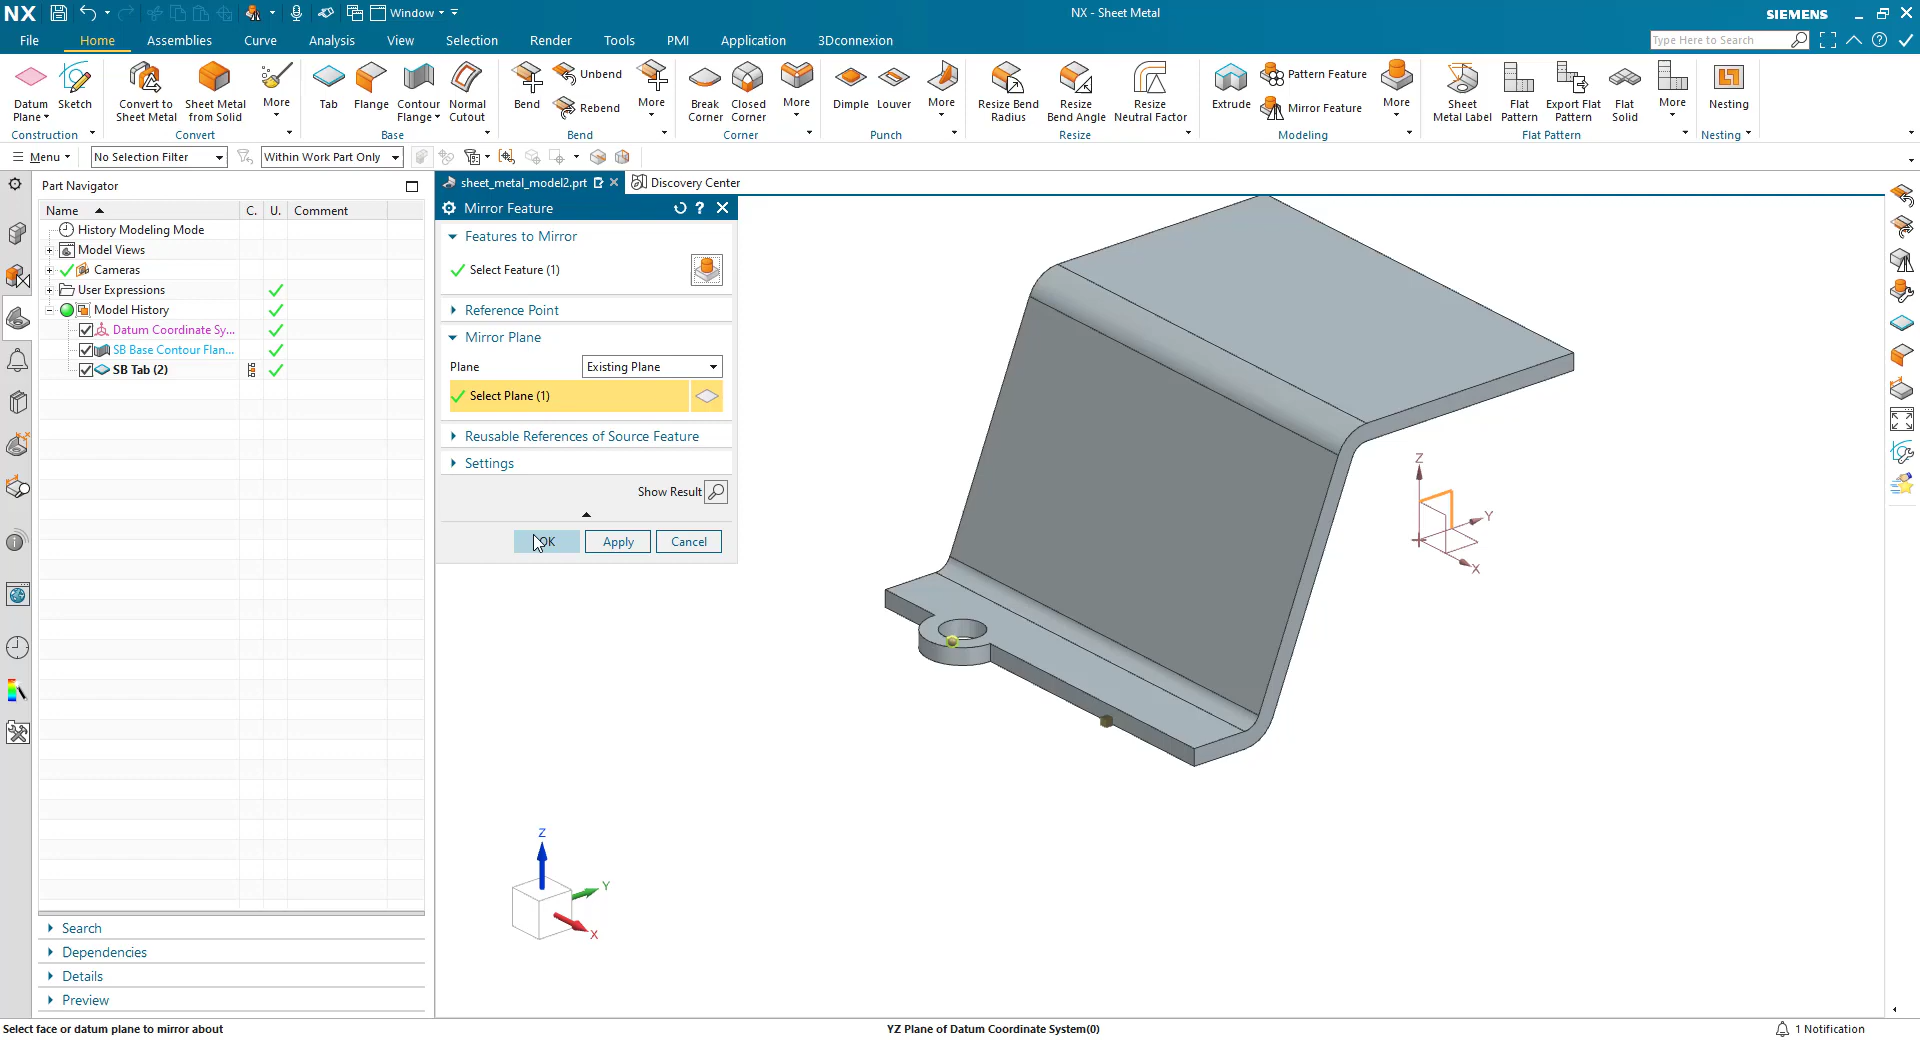 NX
Window
NX - Sheet Metal
SIEMENS
File
Home
Assemblies
Curve
Analysis
View
Selection
Render
Tools
PMI
Application
3Dconnexion
Type Here to Search
Datum Plane
Sketch
Construction
Convert to Sheet Metal
Sheet Metal from Solid
More
Convert
Tab
Flange
Contour Flange
Normal Cutout
Base
Bend
Unbend
Rebend
More
Bend
Break Corner
Closed Corner
More
Corner
Dimple
Louver
More
Punch
Resize Bend Radius
Resize Bend Angle
Resize Neutral Factor
Resize
Extrude
Pattern Feature
Mirror Feature
More
Modeling
Sheet Metal Label
Flat Pattern
Export Flat Pattern
Flat Solid
More
Flat Pattern
Nesting
Nesting
Menu
No Selection Filter
Within Work Part Only
Part Navigator
Name
C.
U.
Comment
History Modeling Mode
Model Views
Cameras
User Expressions
Model History
Datum Coordinate Sy...
SB Base Contour Flan...
SB Tab (2)
Search
Dependencies
Details
Preview
sheet_metal_model2.prt
Discovery Center
Mirror Feature
Features to Mirror
Select Feature (1)
Reference Point
Mirror Plane
Plane
Existing Plane
Select Plane (1)
Reusable References of Source Feature
Settings
Show Result
OK
Apply
Cancel
Z
Y
X
Z
Y
X
Select face or datum plane to mirror about
YZ Plane of Datum Coordinate System(0)
1 Notification